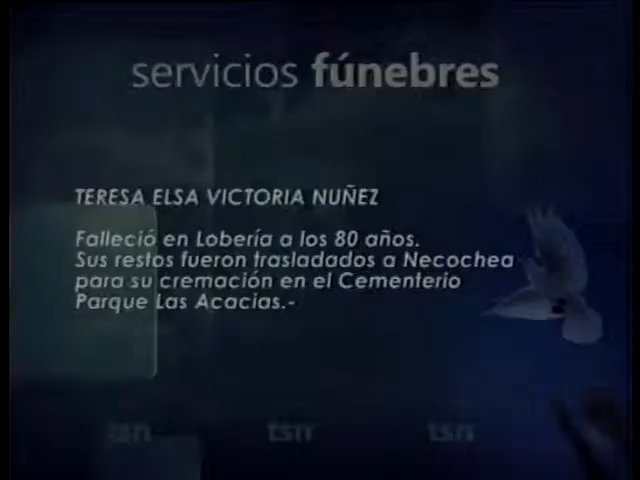 servicios fúnebres
TERESA ELSA VICTORIA NUÑEZ
Falleció en Lobería a los 80 años.
Sus restos fueron trasladados a Necochea
para su cremación en el Cementerio
Parque Las Acacias.-
tsn tsn tsn